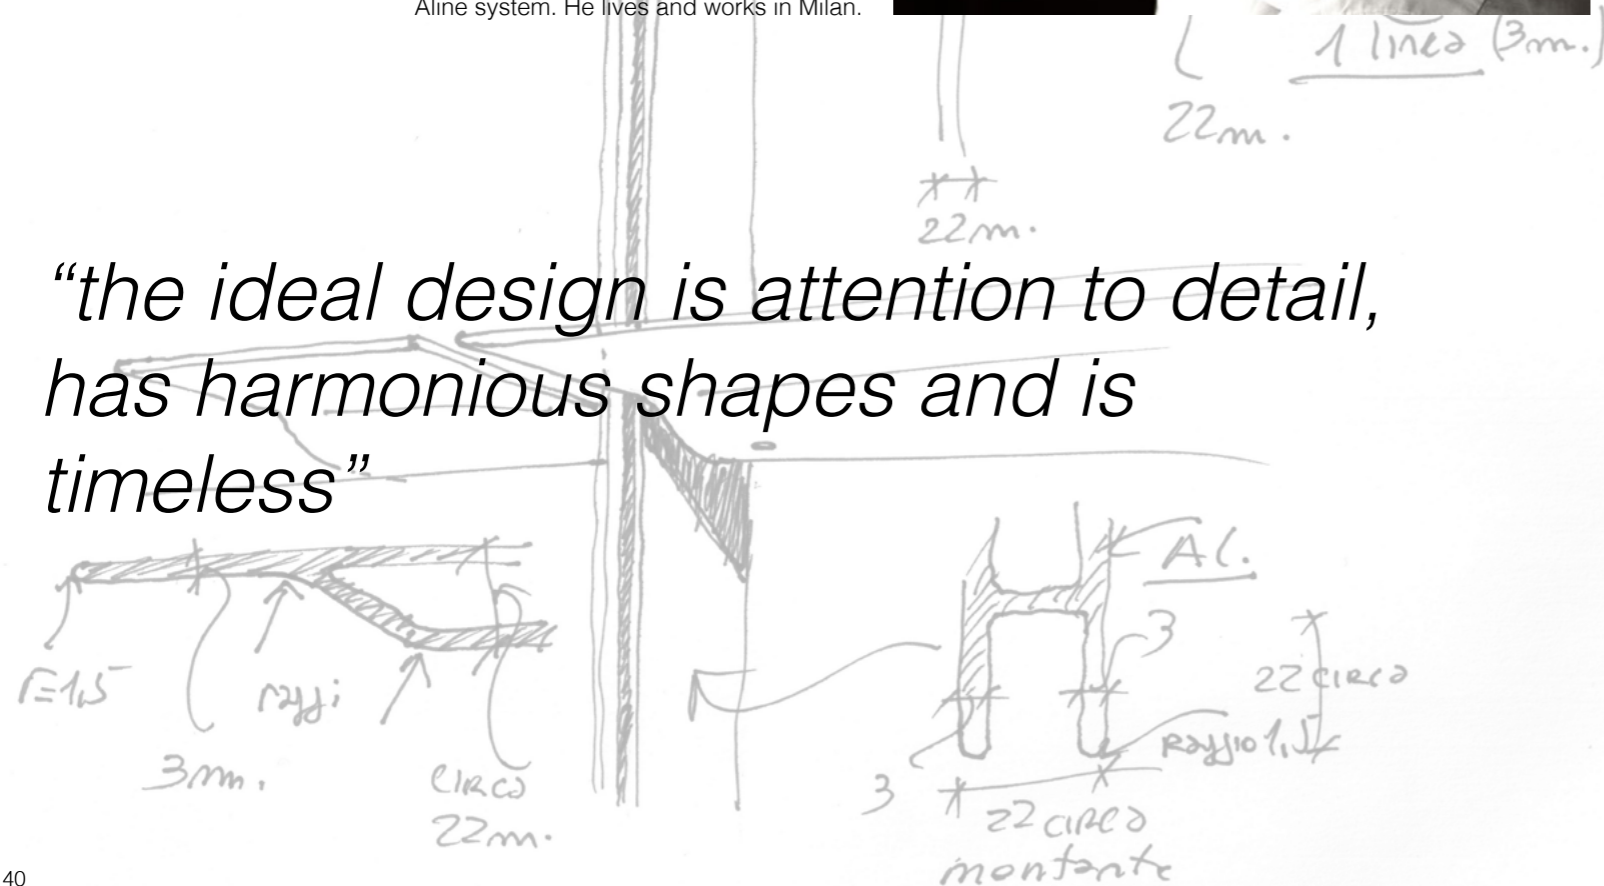 Aline system. He lives and works in Milan.
1 linea (3m.)
22m.
22m.
“the ideal design is attention to detail,
has harmonious shapes and is
timeless”
Al.
3
22 circa
r=1,5
raggi
raggio 1,5
3mm.
circa
22m.
3
22 circa
montante
40